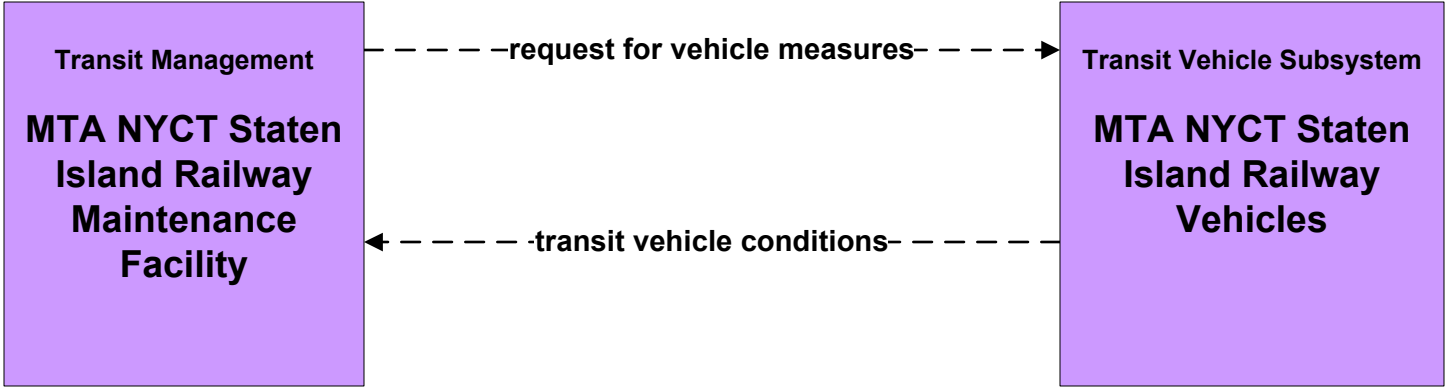 Transit Management
MTA NYCT Staten
Island Railway
Maintenance
Facility
request for vehicle measures
transit vehicle conditions
Transit Vehicle Subsystem
MTA NYCT Staten
Island Railway
Vehicles